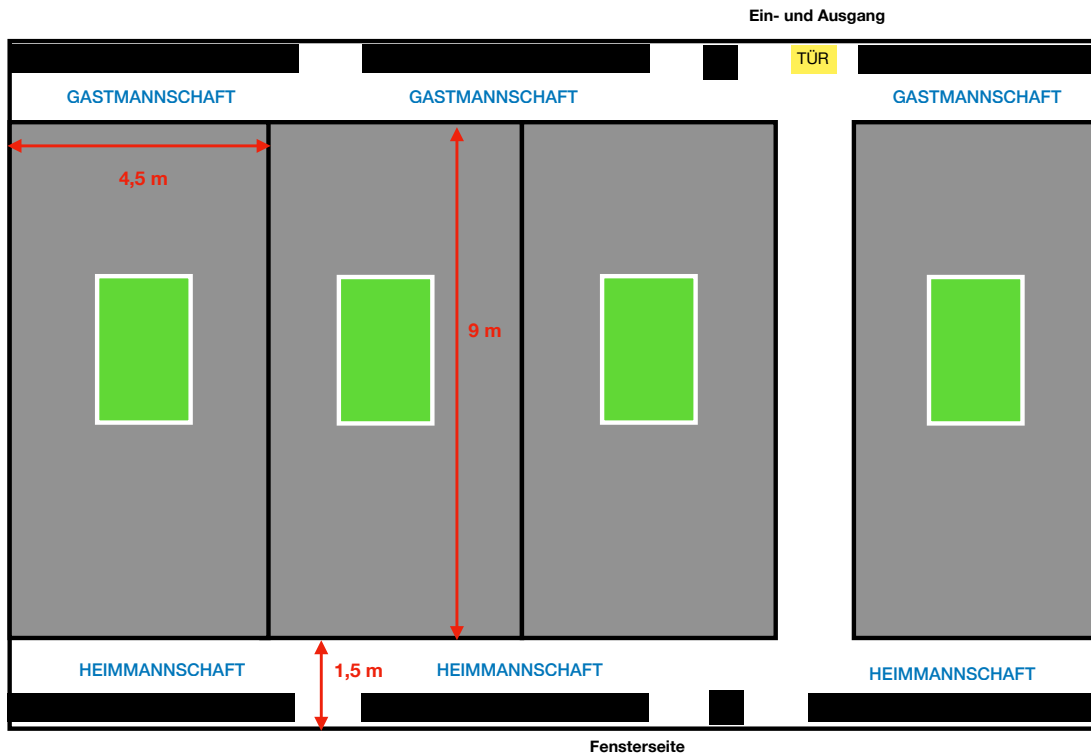 Ein- und Ausgang
TÜR
GASTMANNSCHAFT
GASTMANNSCHAFT
GASTMANNSCHAFT
4,5 m
9 m
HEIMMANNSCHAFT
1,5 m
HEIMMANNSCHAFT
HEIMMANNSCHAFT
Fensterseite